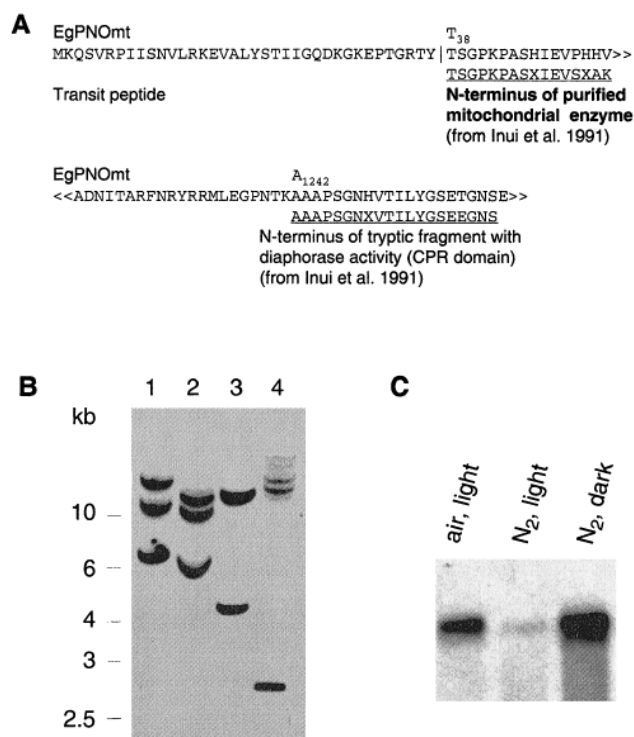 A
EgPNOmt
T38
MKQSVRPIISNVLRKEVALYSTIIGQDKGKEPTGRTY|TSGPKPASHIEVPHHV>>
TSGPKPASXIEVSXAK
Transit peptide
N-terminus of purified
mitochondrial enzyme
(from Inui et al. 1991)
EgPNOmt
A1242
<<ADNITARFNRYRRMLEGPNTKAAAPSGNHVTILYGSETGNSE>>
AAAPSGNXVTILYGSEEGNS
N-terminus of tryptic fragment with
diaphorase activity (CPR domain)
(from Inui et al. 1991)
B
1 2 3 4
kb
10
6
4
3
2.5
C
air, light
N2, light
N2, dark